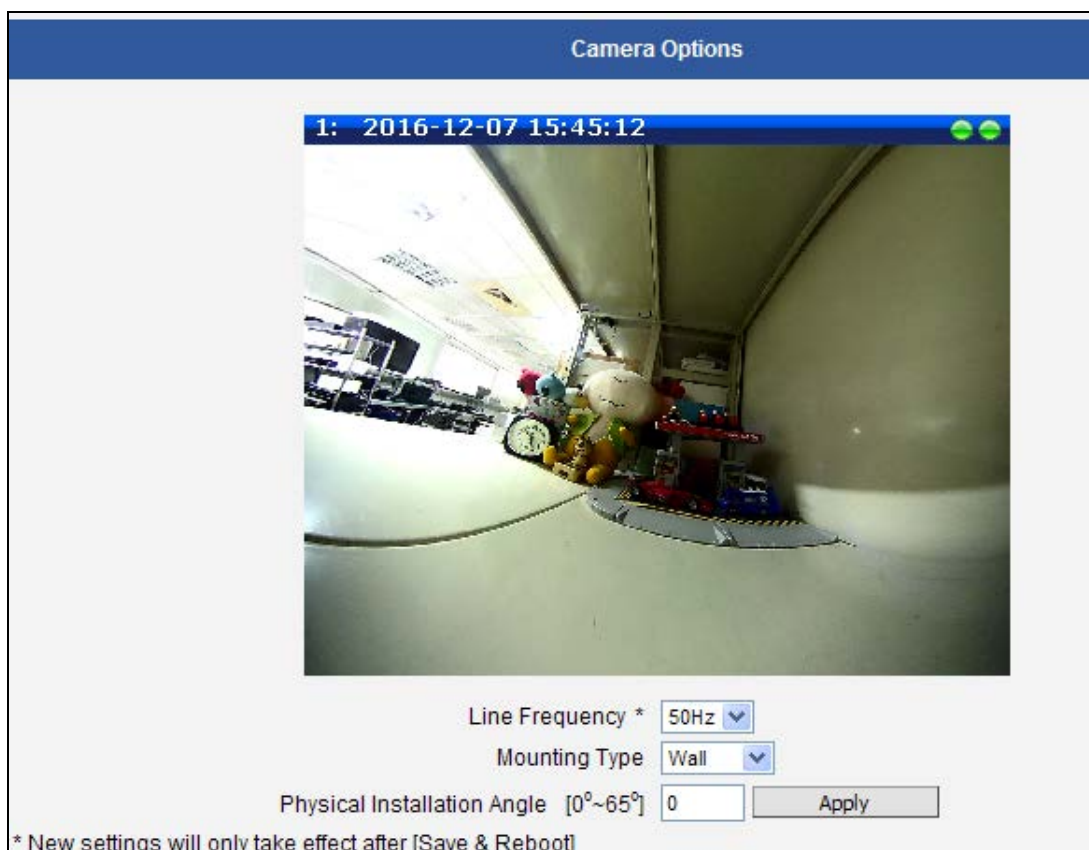 Camera Options
1: 2016-12-07 15:45:12
Line Frequency * 50Hz
Mounting Type Wall
Physical Installation Angle [0°~65°] 0 Apply
* New settings will only take effect after [Save & Reboot]